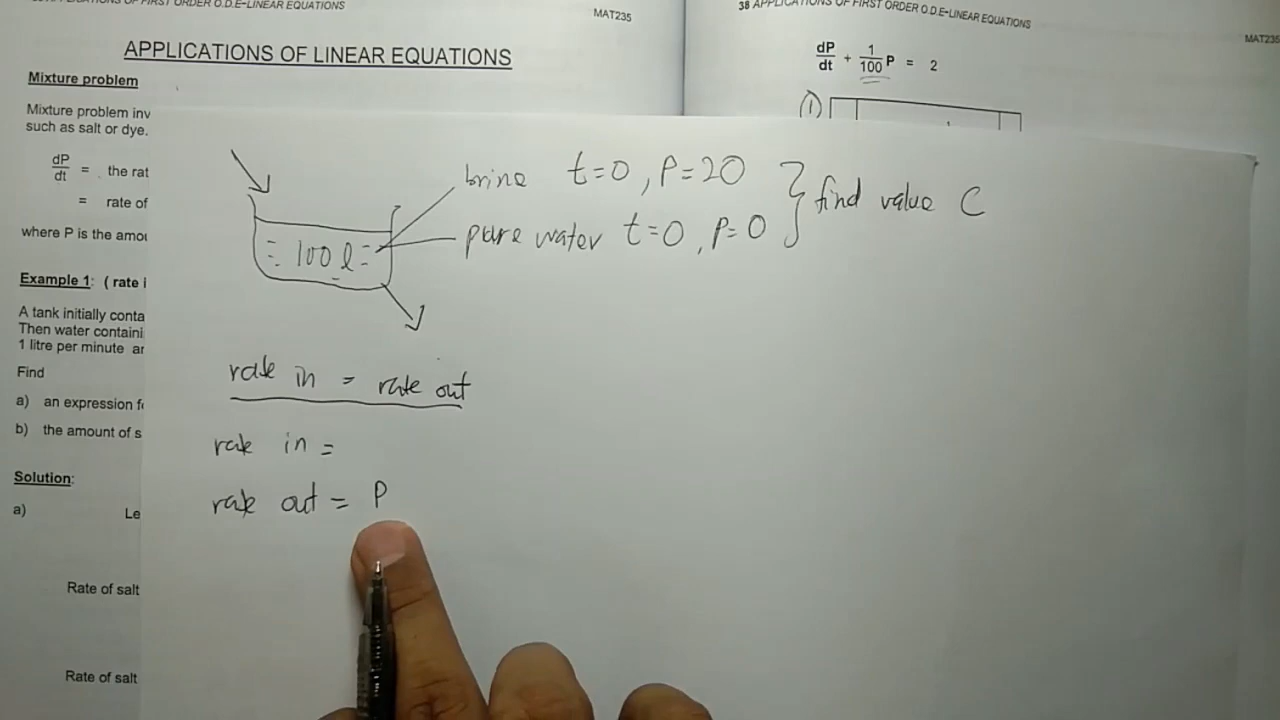 APPLICATIONS OF FIRST ORDER O.D.E-LINEAR EQUATIONS
MAT235
APPLICATIONS OF LINEAR EQUATIONS
Mixture problem
Mixture problem inv
such as salt or dye.
dP/dt = the rat
= rate of
where P is the amou
Example 1: ( rate i
A tank initially conta
Then water containi
1 litre per minute ar
Find
a) an expression f
b) the amount of s
Solution:
a) Le
Rate of salt
Rate of salt
38 APPLICATIONS OF FIRST ORDER O.D.E-LINEAR EQUATIONS
MAT235
dP/dt + 1/100 P = 2
①
brine t=0, P=20
pure water t=0, P=0
} find value C
100 l
rate in = rate out
rate in =
rate out = P